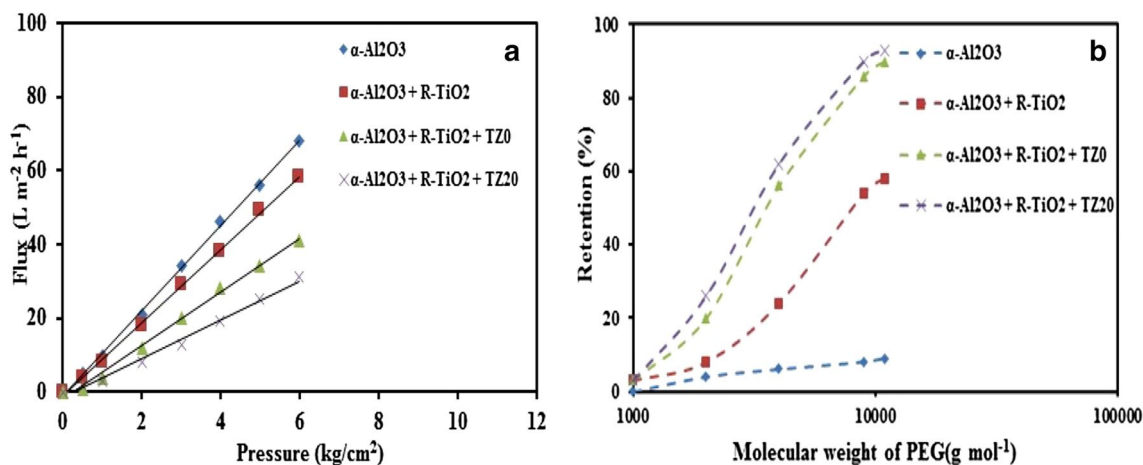 a
100
80
60
40
20
0
Flux (L m⁻² h⁻¹)
0 2 4 6 8 10 12
Pressure (kg/cm²)
α-Al2O3
α-Al2O3 + R-TiO2
α-Al2O3 + R-TiO2 + TZ0
α-Al2O3 + R-TiO2 + TZ20
b
100
80
60
40
20
0
Retention (%)
1000 10000 100000
Molecular weight of PEG(g mol⁻¹)
α-Al2O3
α-Al2O3 + R-TiO2
α-Al2O3 + R-TiO2 + TZ0
α-Al2O3 + R-TiO2 + TZ20